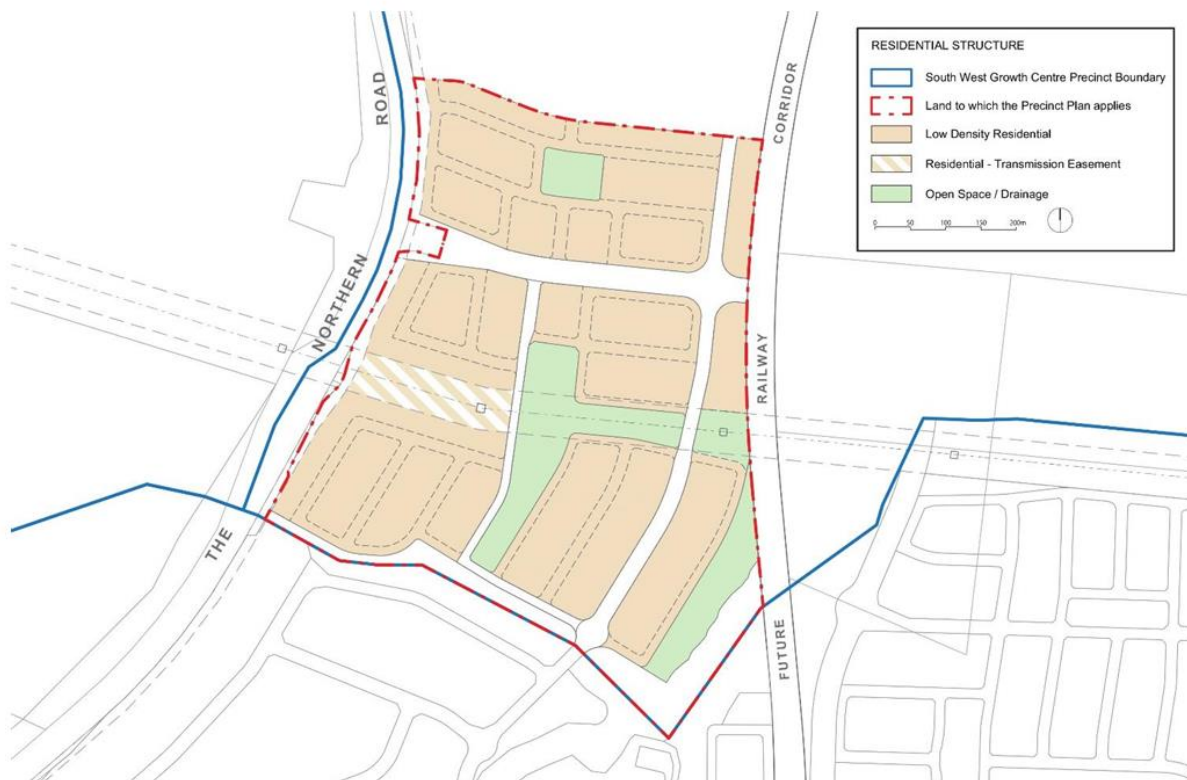 RESIDENTIAL STRUCTURE
South West Growth Centre Precinct Boundary
Land to which the Precinct Plan applies
Low Density Residential
Residential - Transmission Easement
Open Space / Drainage
0 50 100 150 200m
THE NORTHERN ROAD
FUTURE RAILWAY CORRIDOR